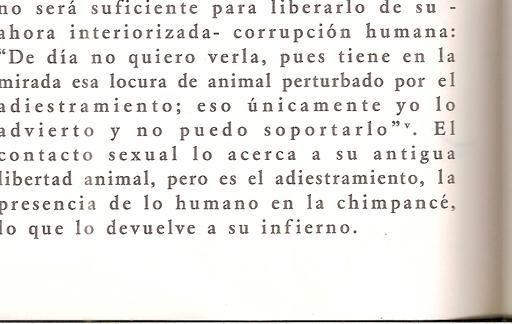 no será suficiente para liberarlo de su -
ahora interiorizada- corrupción humana:
“De día no quiero verla, pues tiene en la
mirada esa locura de animal perturbado por el
adiestramiento; eso únicamente yo lo
advierto y no puedo soportarlo”ᵛ. El
contacto sexual lo acerca a su antigua
libertad animal, pero es el adiestramiento, la
presencia de lo humano en la chimpancé,
lo que lo devuelve a su infierno.